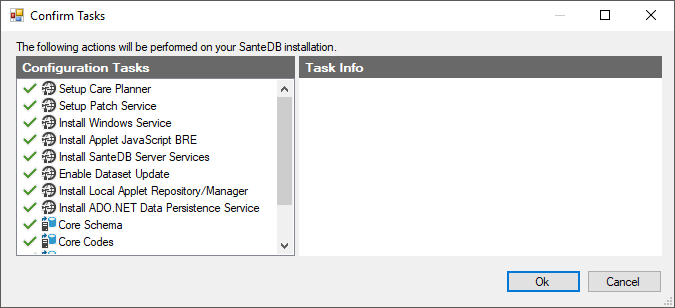 Confirm Tasks
The following actions will be performed on your SanteDB installation.
Configuration Tasks
Task Info
Setup Care Planner
Setup Patch Service
Install Windows Service
Install Applet JavaScript BRE
Install SanteDB Server Services
Enable Dataset Update
Install Local Applet Repository/Manager
Install ADO.NET Data Persistence Service
Core Schema
Core Codes
Ok
Cancel